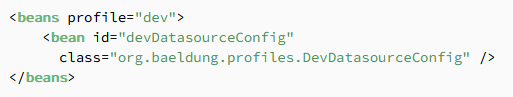 <beans profile="dev">
    <bean id="devDatasourceConfig"
      class="org.baeldung.profiles.DevDatasourceConfig" />
</beans>